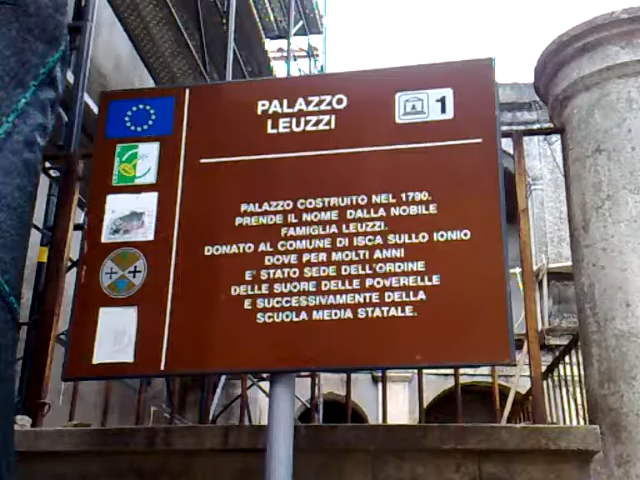 PALAZZO
LEUZZI
1
PALAZZO COSTRUITO NEL 1790.
PRENDE IL NOME DALLA NOBILE
FAMIGLIA LEUZZI.
DONATO AL COMUNE DI ISCA SULLO IONIO
DOVE PER MOLTI ANNI
E' STATO SEDE DELL'ORDINE
DELLE SUORE DELLE POVERELLE
E SUCCESSIVAMENTE DELLA
SCUOLA MEDIA STATALE.